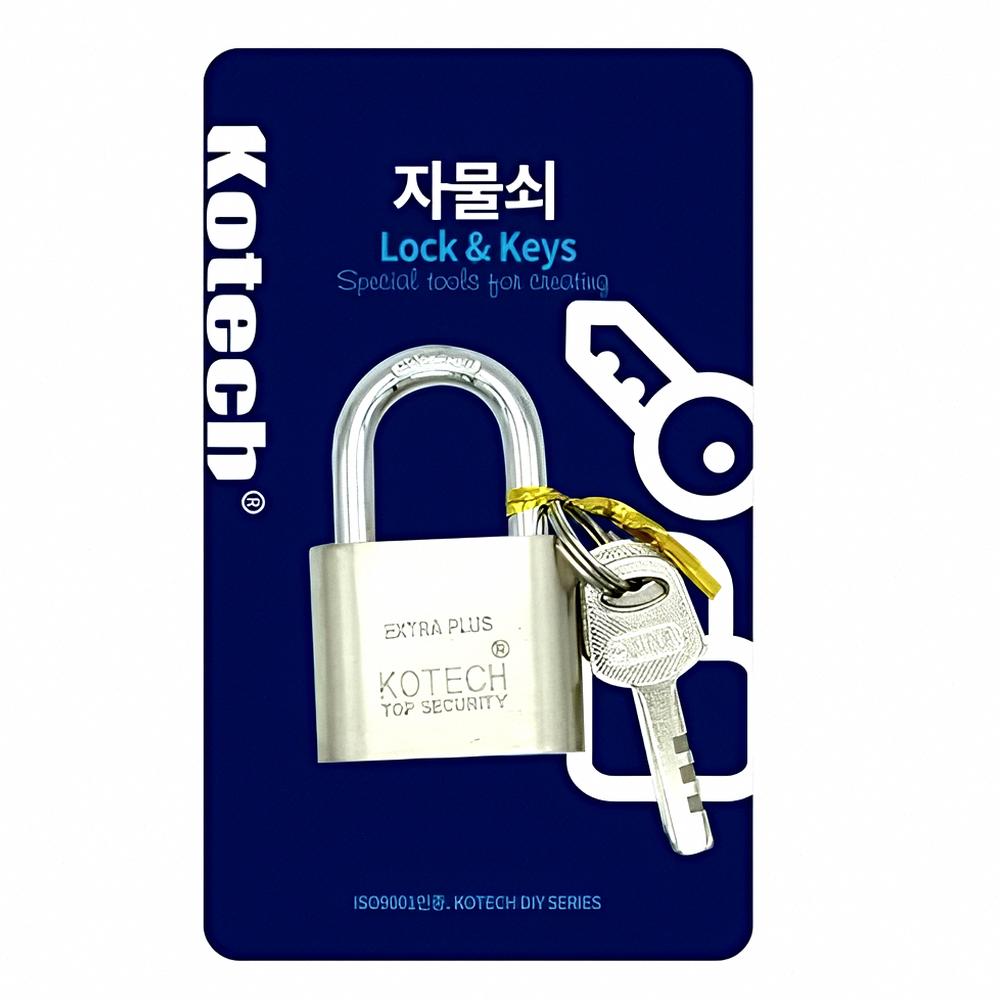 Kotech®
자물쇠
Lock & Keys
Special tools for creating
EXTRA PLUS
®
KOTECH
TOP SECURITY
ISO9001인증. KOTECH DIY SERIES